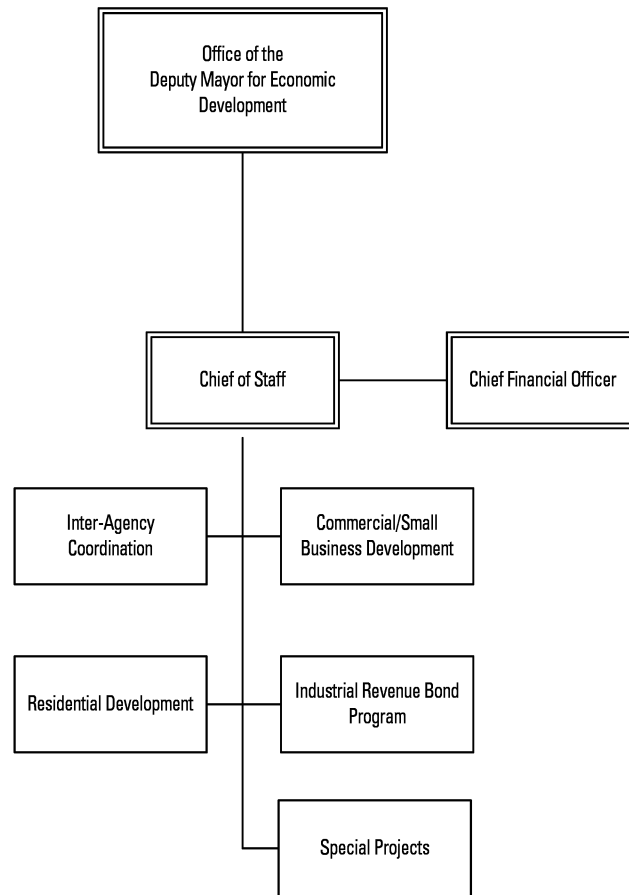 Office of the
Deputy Mayor for Economic
Development
Chief of Staff
Chief Financial Officer
Inter-Agency
Coordination
Commercial/Small
Business Development
Residential Development
Industrial Revenue Bond
Program
Special Projects